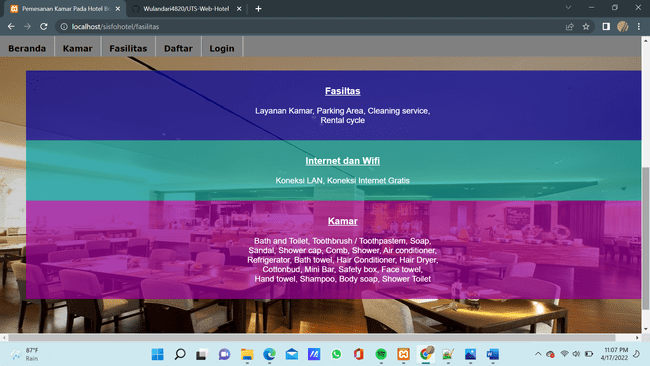 Pemesanan Kamar Pada Hotel B
Wulandari4820/UTS-Web-Hotel
localhost/sisfohotel/fasilitas
Beranda Kamar Fasilitas Daftar Login
Fasiltas
Layanan Kamar, Parking Area, Cleaning service,
Rental cycle
Internet dan Wifi
Koneksi LAN, Koneksi Internet Gratis
Kamar
Bath and Toilet, Toothbrush / Toothpastem, Soap,
Sandal, Shower cap, Comb, Shower, Air conditioner,
Refrigerator, Bath towel, Hair Conditioner, Hair Dryer,
Cottonbud, Mini Bar, Safety box, Face towel,
Hand towel, Shampoo, Body soap, Shower Toilet
87°F
Rain
11:07 PM
4/17/2022